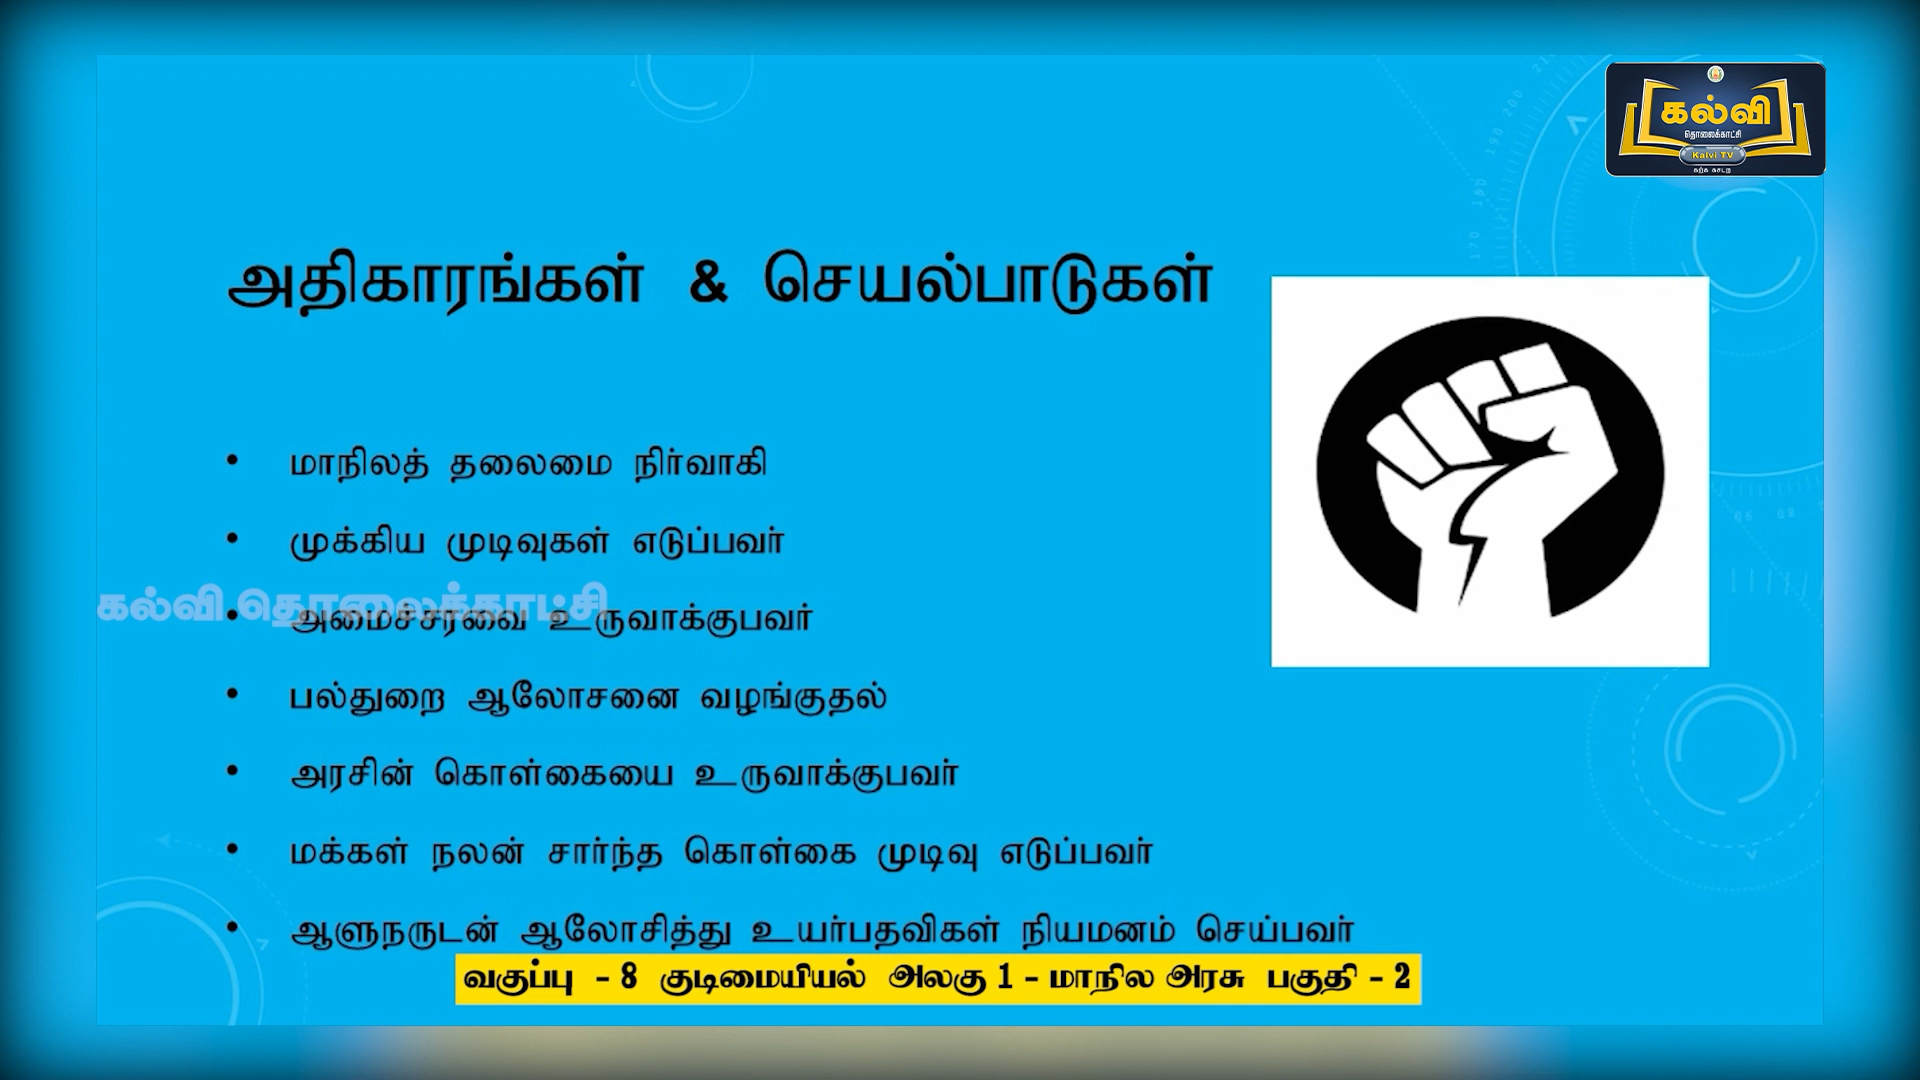 கல்வி
தொலைக்காட்சி
Kalvi TV
கற்க கசடற
அதிகாரங்கள் & செயல்பாடுகள்
• மாநிலத் தலைமை நிர்வாகி
• முக்கிய முடிவுகள் எடுப்பவர்
கல்வி தொலைக்காட்சி
• அமைச்சரவை உருவாக்குபவர்
• பல்துறை ஆலோசனை வழங்குதல்
• அரசின் கொள்கையை உருவாக்குபவர்
• மக்கள் நலன் சார்ந்த கொள்கை முடிவு எடுப்பவர்
• ஆளுநருடன் ஆலோசித்து உயர்பதவிகள் நியமனம் செய்பவர்
வகுப்பு - 8 குடிமையியல் அலகு 1 - மாநில அரசு பகுதி - 2